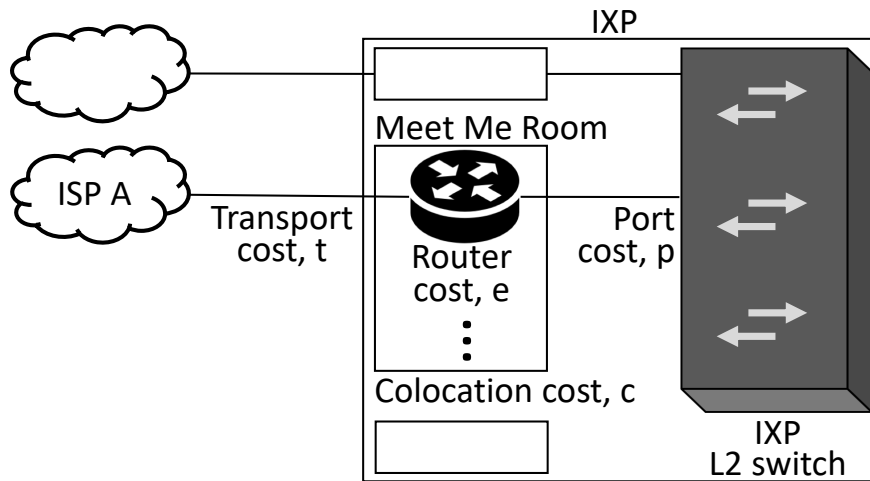 IXP
Meet Me Room
ISP A
Transport
cost, t
Router
cost, e
Port
cost, p
Colocation cost, c
IXP
L2 switch